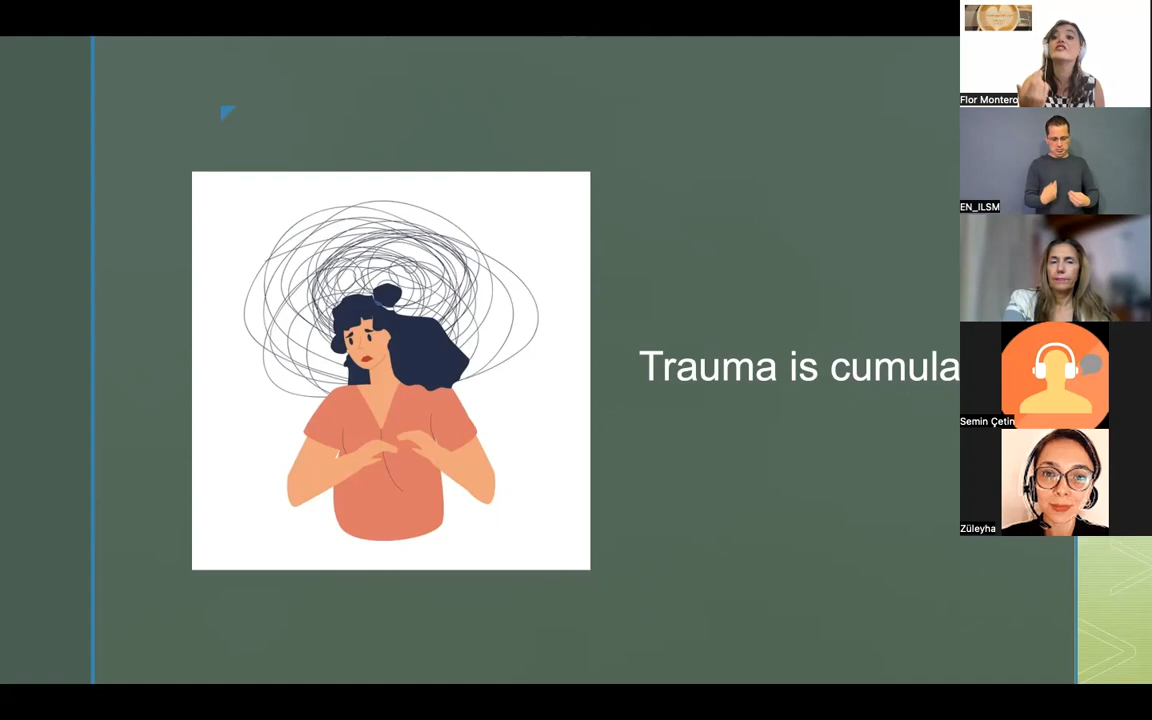 Trauma is cumula
Flor Montero
EN_ILSM
Semin Çetin
Züleyha